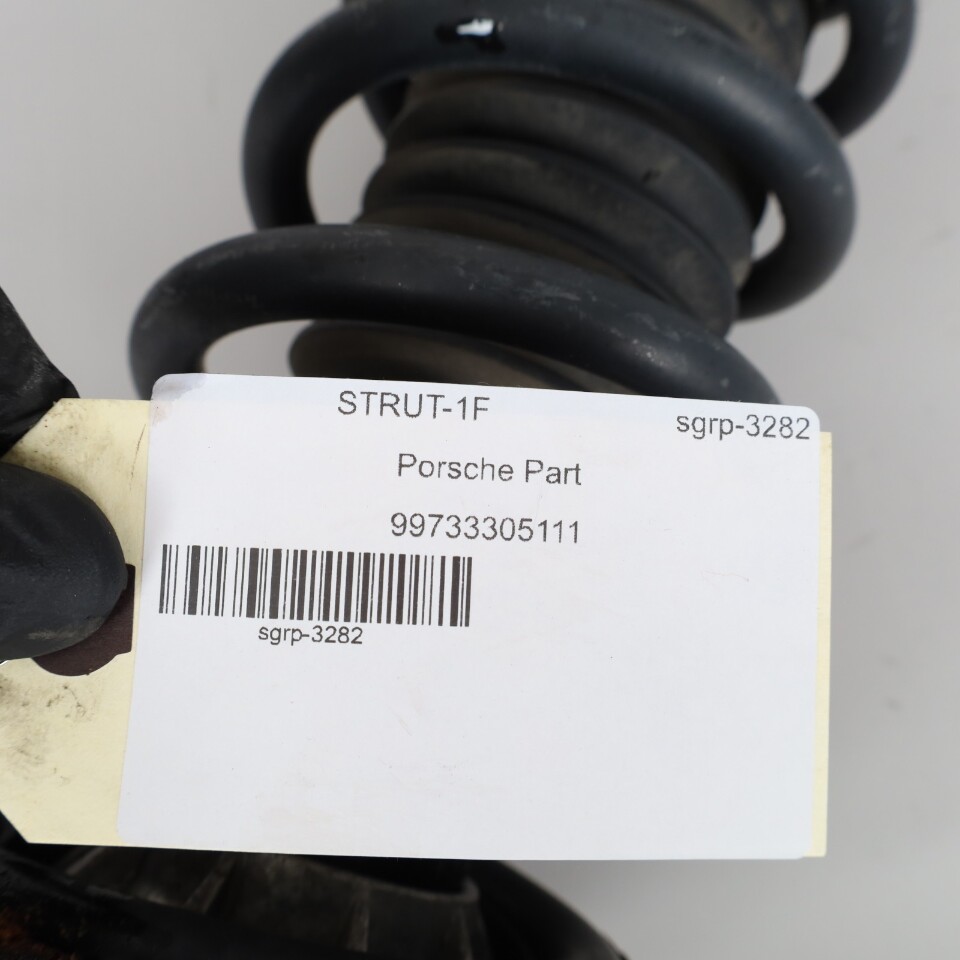 STRUT-1F
sgrp-3282
Porsche Part
99733305111
sgrp-3282